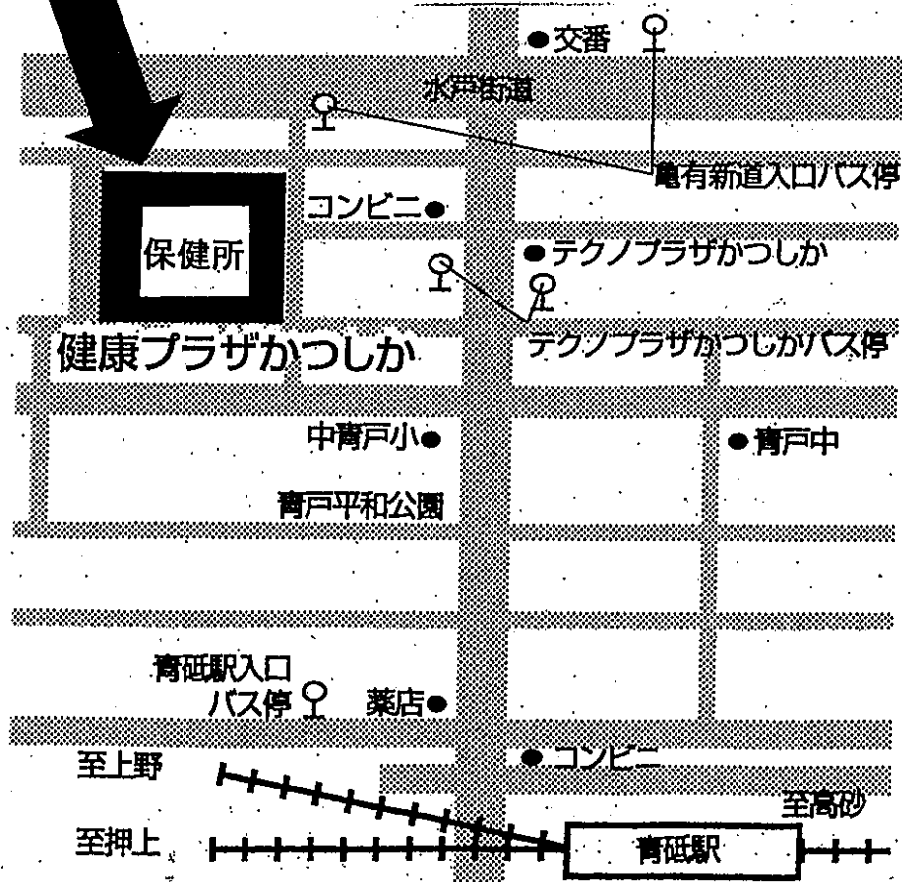 交番
水戸街道
亀有新道入口バス停
コンビニ
保健所
テクノプラザかつしか
健康プラザかつしか
テクノプラザかつしかバス停
中青戸小
青戸中
青戸平和公園
青砥駅入口
バス停
薬店
コンビニ
至上野
至高砂
至押上
青砥駅